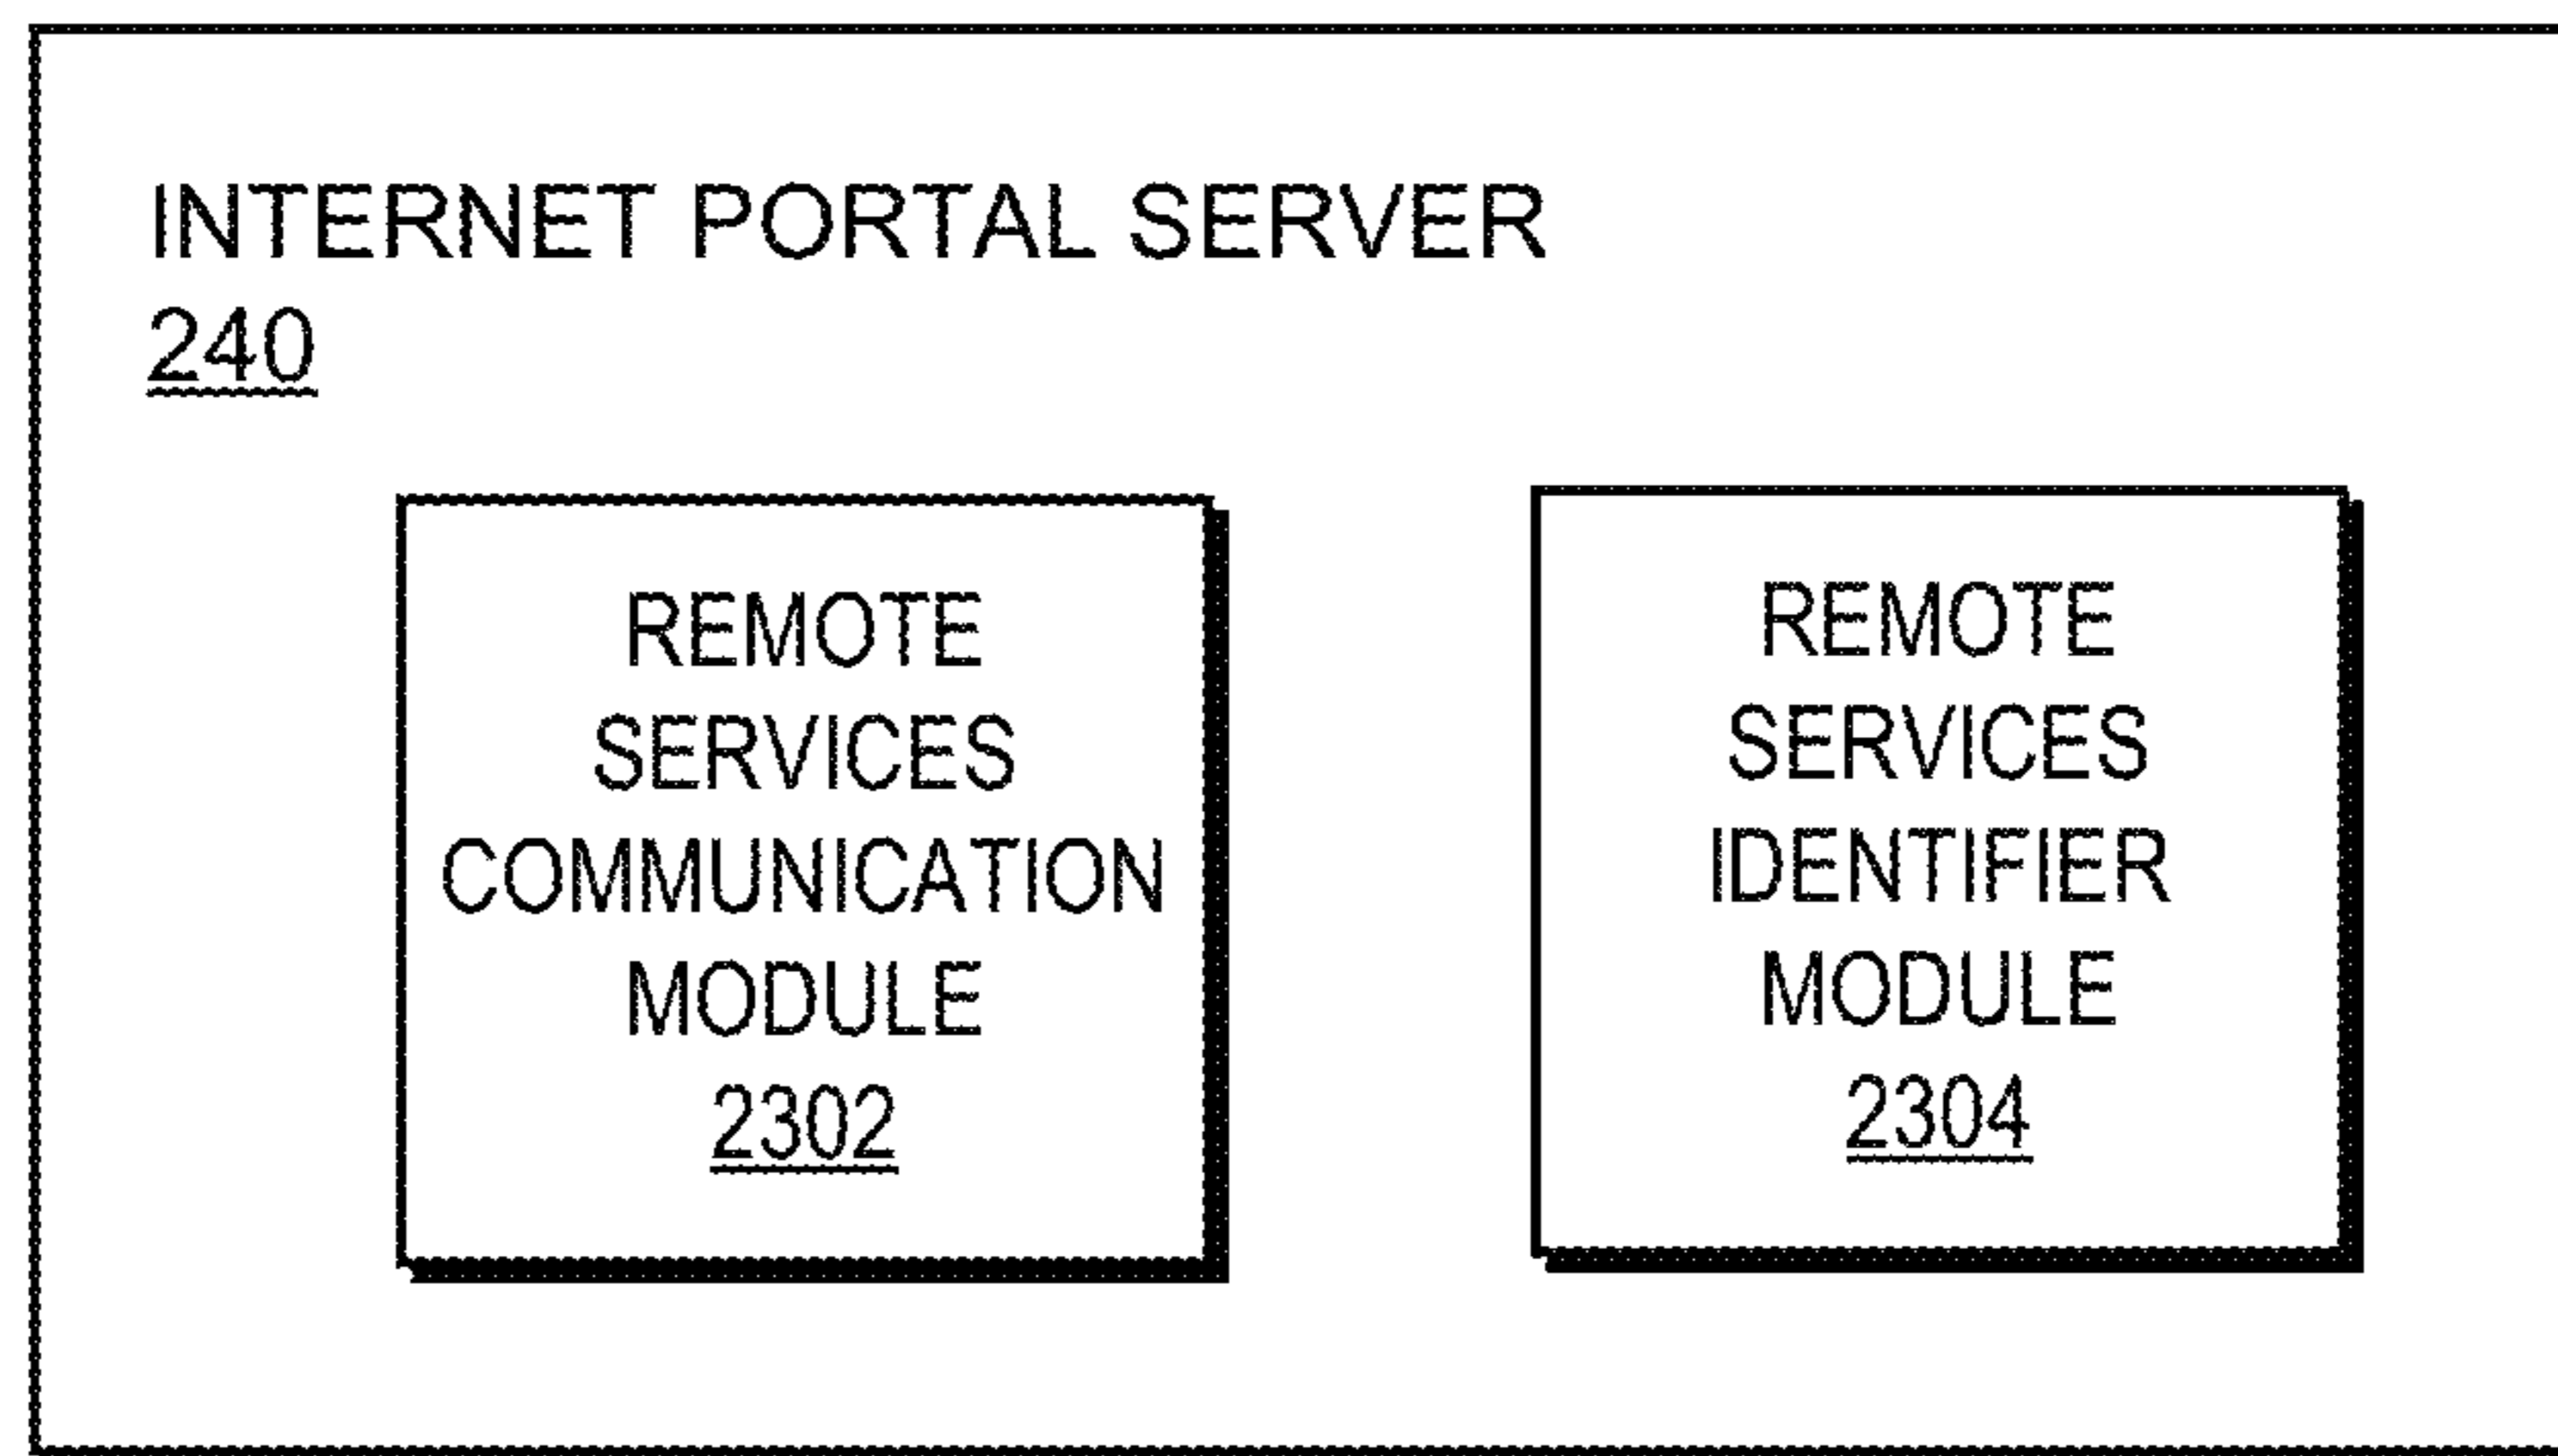 INTERNET PORTAL SERVER
240
REMOTE
SERVICES
COMMUNICATION
MODULE
2302
REMOTE
SERVICES
IDENTIFIER
MODULE
2304